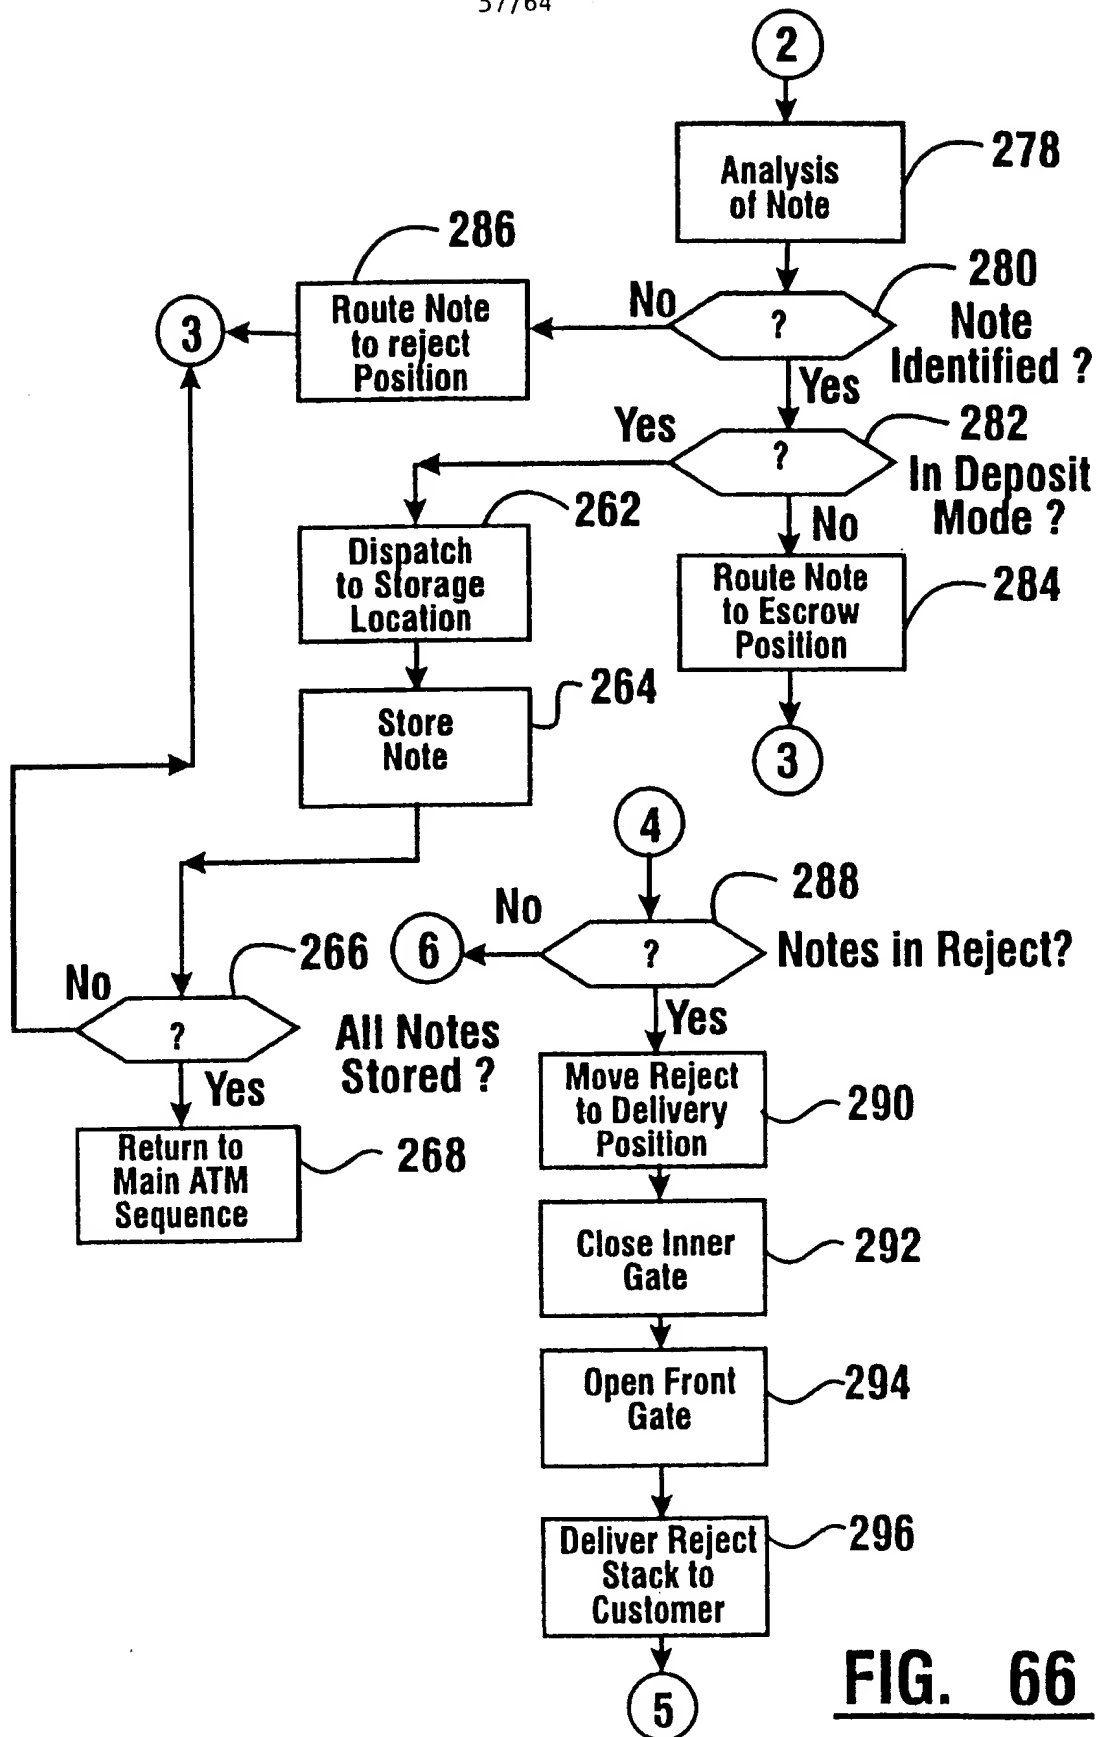 57/64
2
Analysis
of Note
278
286
Route Note
to reject
Position
3
No
?
280
Note
Identified ?
Yes
Yes
?
282
In Deposit
Mode ?
No
262
Dispatch
to Storage
Location
Route Note
to Escrow
Position
284
264
Store
Note
3
4
288
No
6
?
Notes in Reject?
266
No
?
All Notes
Stored ?
Yes
Yes
Move Reject
to Delivery
Position
290
Return to
Main ATM
Sequence
268
Close Inner
Gate
292
Open Front
Gate
294
Deliver Reject
Stack to
Customer
296
5
FIG. 66